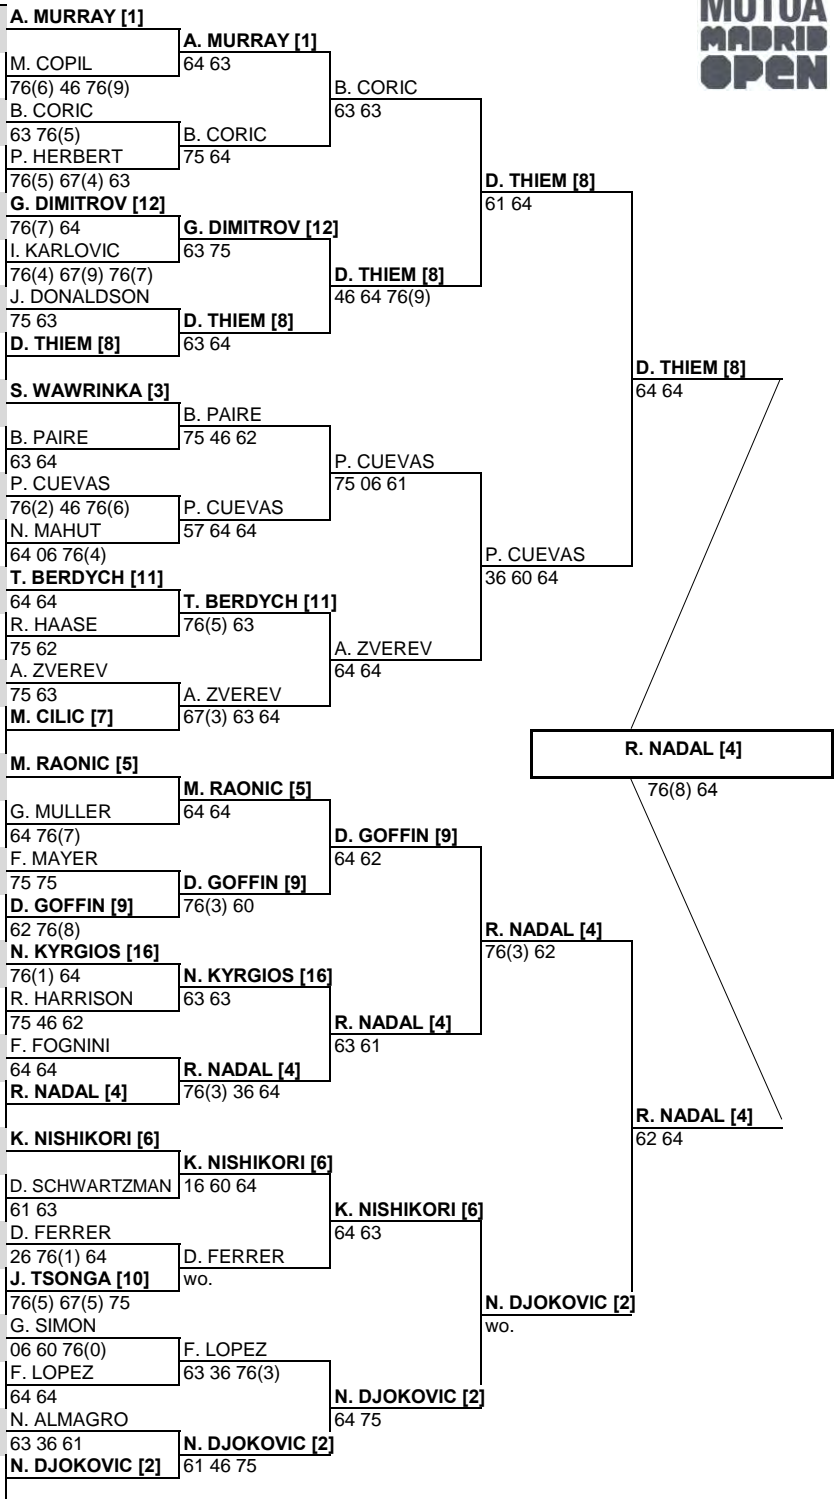 MUTUA
MADRID
OPEN
A. MURRAY [1]
M. COPIL
76(6) 46 76(9)
B. CORIC
63 76(5)
P. HERBERT
76(5) 67(4) 63
G. DIMITROV [12]
76(7) 64
I. KARLOVIC
76(4) 67(9) 76(7)
J. DONALDSON
75 63
D. THIEM [8]
S. WAWRINKA [3]
B. PAIRE
63 64
P. CUEVAS
76(2) 46 76(6)
N. MAHUT
64 06 76(4)
T. BERDYCH [11]
64 64
R. HAASE
75 62
A. ZVEREV
75 63
M. CILIC [7]
M. RAONIC [5]
G. MULLER
64 76(7)
F. MAYER
75 75
D. GOFFIN [9]
62 76(8)
N. KYRGIOS [16]
76(1) 64
R. HARRISON
75 46 62
F. FOGNINI
64 64
R. NADAL [4]
K. NISHIKORI [6]
D. SCHWARTZMAN
61 63
D. FERRER
26 76(1) 64
J. TSONGA [10]
76(5) 67(5) 75
G. SIMON
06 60 76(0)
F. LOPEZ
64 64
N. ALMAGRO
63 36 61
N. DJOKOVIC [2]
A. MURRAY [1]
64 63
B. CORIC
75 64
G. DIMITROV [12]
63 75
D. THIEM [8]
63 64
B. PAIRE
75 46 62
P. CUEVAS
57 64 64
T. BERDYCH [11]
76(5) 63
A. ZVEREV
67(3) 63 64
M. RAONIC [5]
64 64
D. GOFFIN [9]
76(3) 60
N. KYRGIOS [16]
63 63
R. NADAL [4]
76(3) 36 64
K. NISHIKORI [6]
16 60 64
D. FERRER
wo.
F. LOPEZ
63 36 76(3)
N. DJOKOVIC [2]
61 46 75
B. CORIC
63 63
D. THIEM [8]
46 64 76(9)
P. CUEVAS
75 06 61
A. ZVEREV
64 64
D. GOFFIN [9]
64 62
R. NADAL [4]
63 61
K. NISHIKORI [6]
64 63
N. DJOKOVIC [2]
64 75
D. THIEM [8]
61 64
P. CUEVAS
36 60 64
R. NADAL [4]
76(3) 62
N. DJOKOVIC [2]
wo.
D. THIEM [8]
64 64
R. NADAL [4]
62 64
R. NADAL [4]
76(8) 64